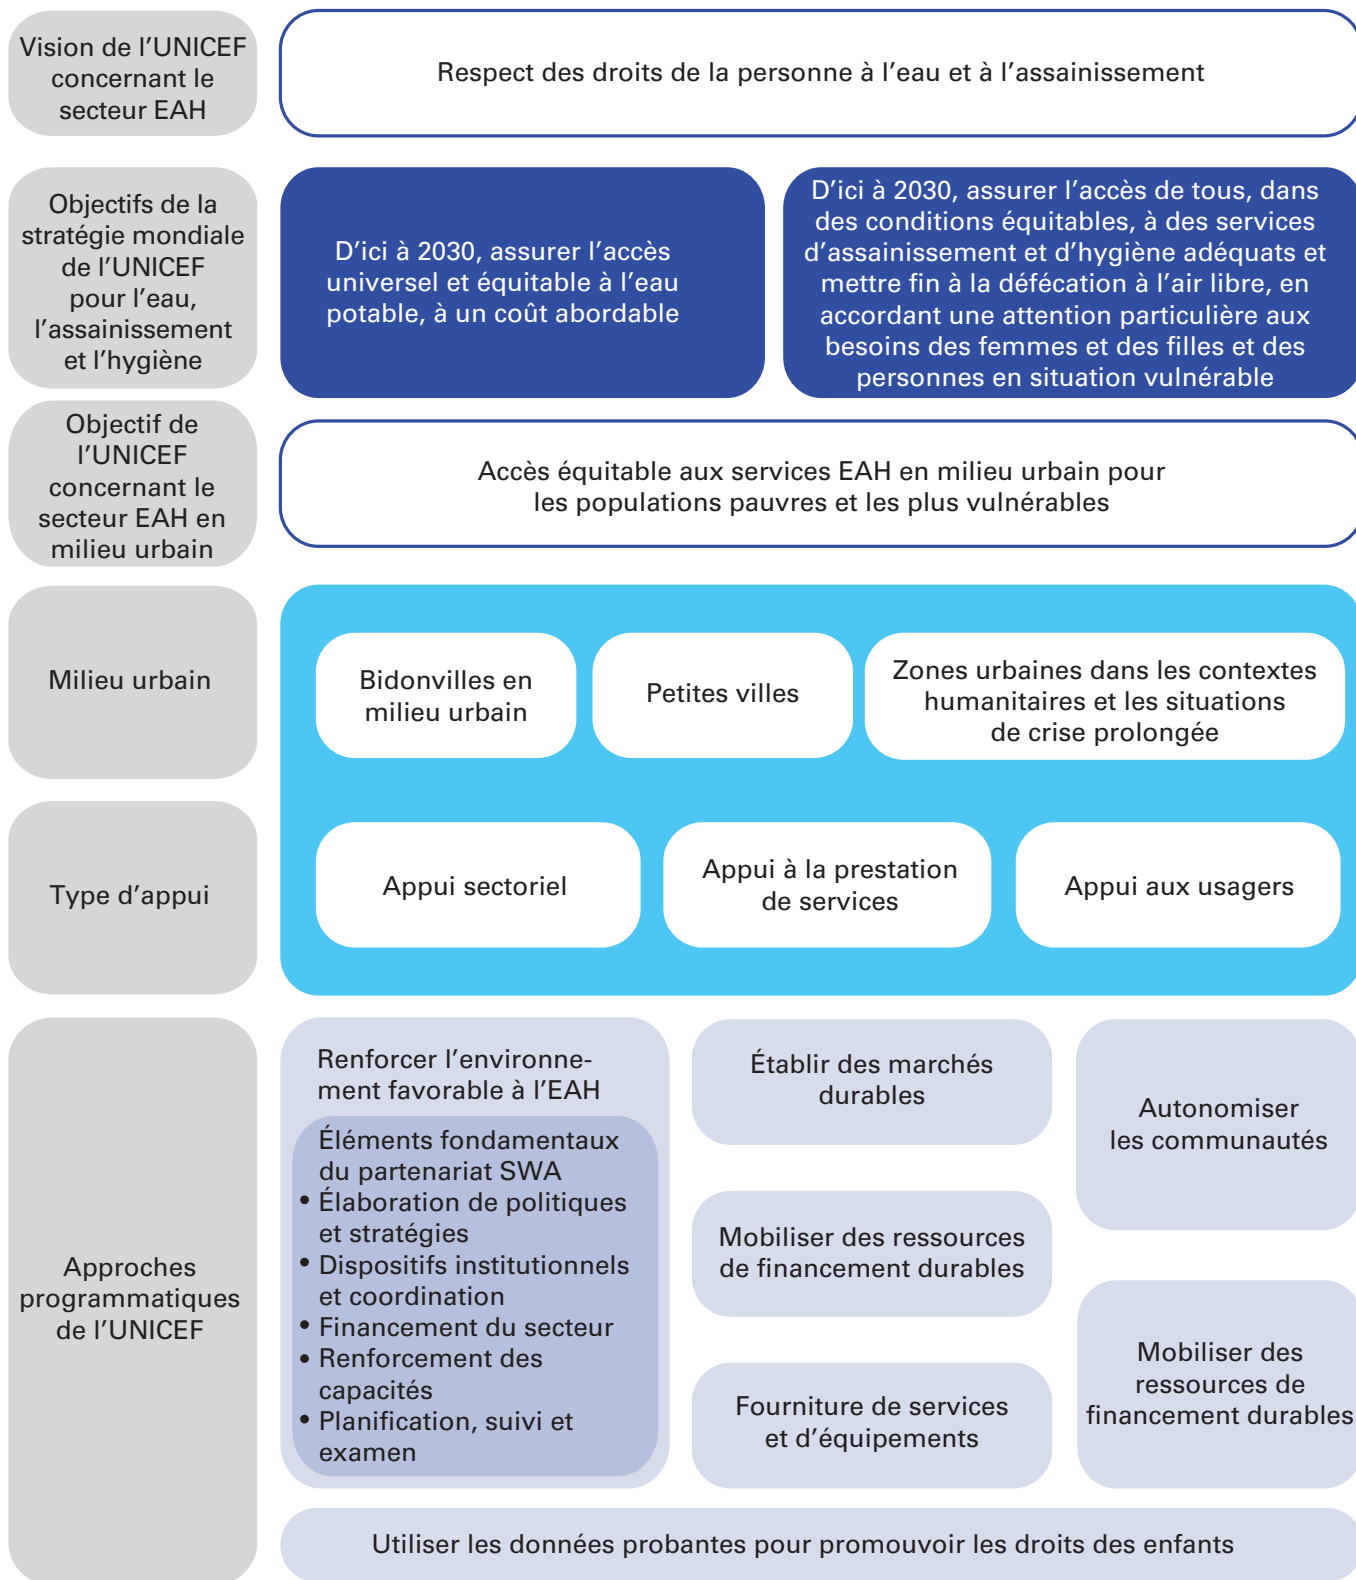 Vision de l’UNICEF
concernant le
secteur EAH
Respect des droits de la personne à l’eau et à l’assainissement
Objectifs de la
stratégie mondiale
de l’UNICEF
pour l’eau,
l’assainissement
et l’hygiène
D’ici à 2030, assurer l’accès
universel et équitable à l’eau
potable, à un coût abordable
D’ici à 2030, assurer l’accès de tous, dans
des conditions équitables, à des services
d’assainissement et d’hygiène adéquats et
mettre fin à la défécation à l’air libre, en
accordant une attention particulière aux
besoins des femmes et des filles et des
personnes en situation vulnérable
Objectif de
l’UNICEF
concernant le
secteur EAH en
milieu urbain
Accès équitable aux services EAH en milieu urbain pour
les populations pauvres et les plus vulnérables
Milieu urbain
Bidonvilles en
milieu urbain
Petites villes
Zones urbaines dans les contextes
humanitaires et les situations
de crise prolongée
Type d’appui
Appui sectoriel
Appui à la prestation
de services
Appui aux usagers
Approches
programmatiques
de l’UNICEF
Renforcer l’environne-
ment favorable à l’EAH
Éléments fondamentaux
du partenariat SWA
• Élaboration de politiques
et stratégies
• Dispositifs institutionnels
et coordination
• Financement du secteur
• Renforcement des
capacités
• Planification, suivi et
examen
Établir des marchés
durables
Mobiliser des ressources
de financement durables
Fourniture de services
et d’équipements
Autonomiser
les communautés
Mobiliser des
ressources de
financement durables
Utiliser les données probantes pour promouvoir les droits des enfants